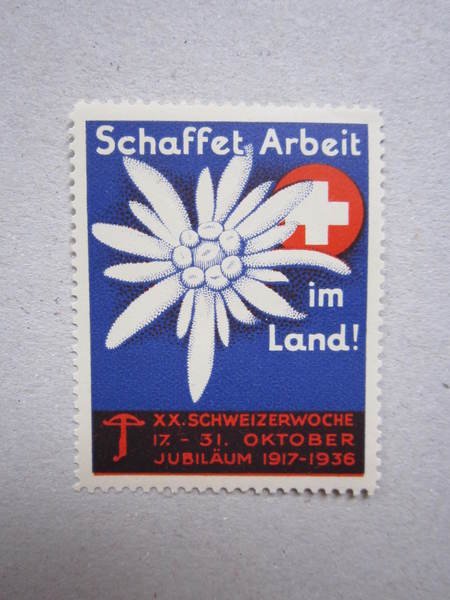 Schaffet Arbeit
im
Land!
XX. SCHWEIZERWOCHE
17. - 31. OKTOBER
JUBILÄUM 1917-1936